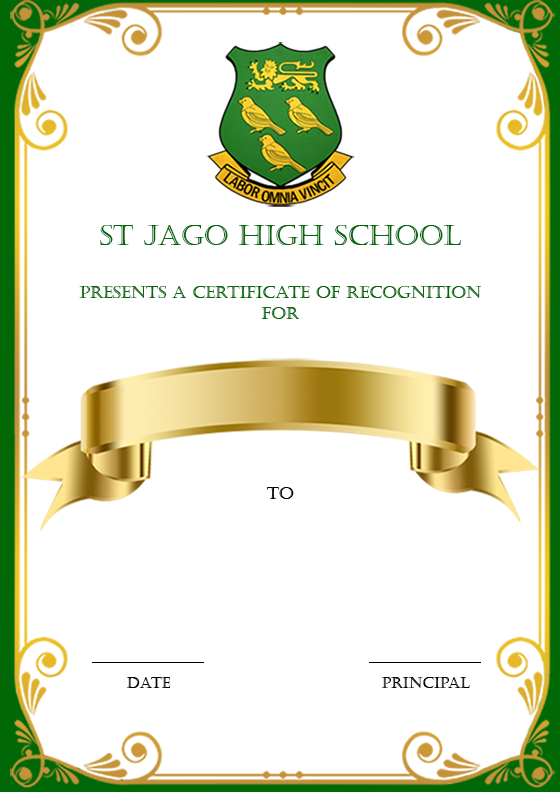 LABOR OMNIA VINCIT
ST JAGO HIGH SCHOOL
PRESENTS A CERTIFICATE OF RECOGNITION
FOR
TO
DATE PRINCIPAL